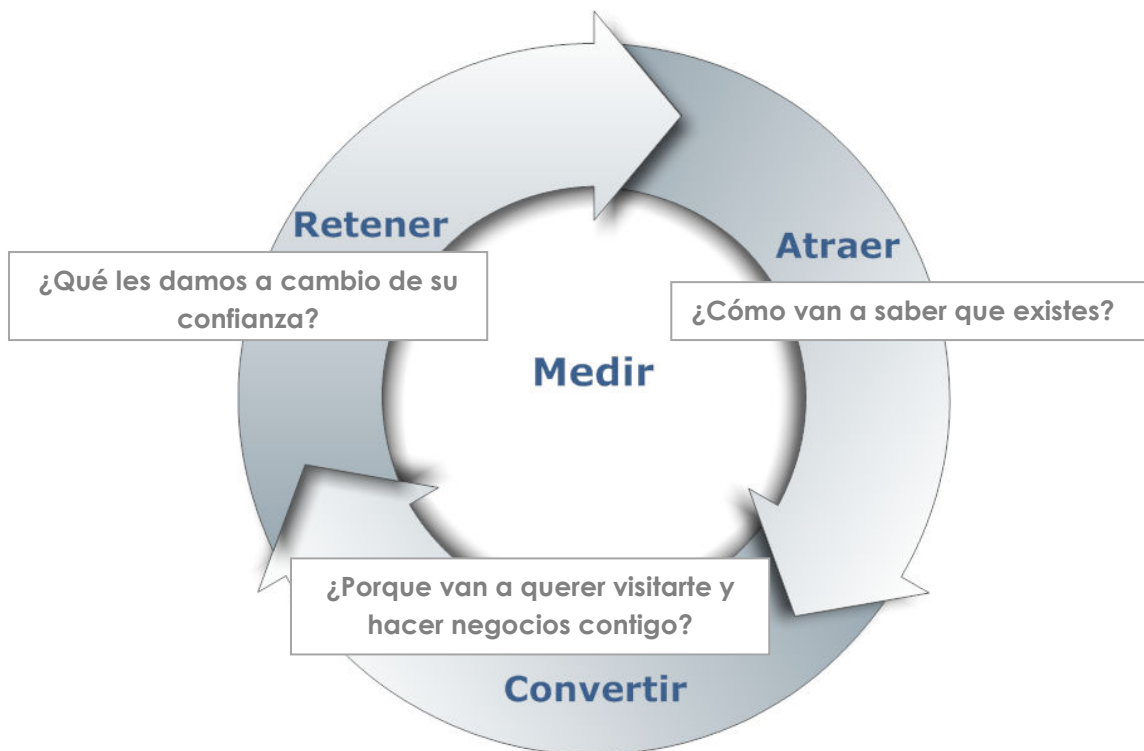 Retener
¿Qué les damos a cambio de su
confianza?
Atraer
¿Cómo van a saber que existes?
Medir
¿Porque van a querer visitarte y
hacer negocios contigo?
Convertir